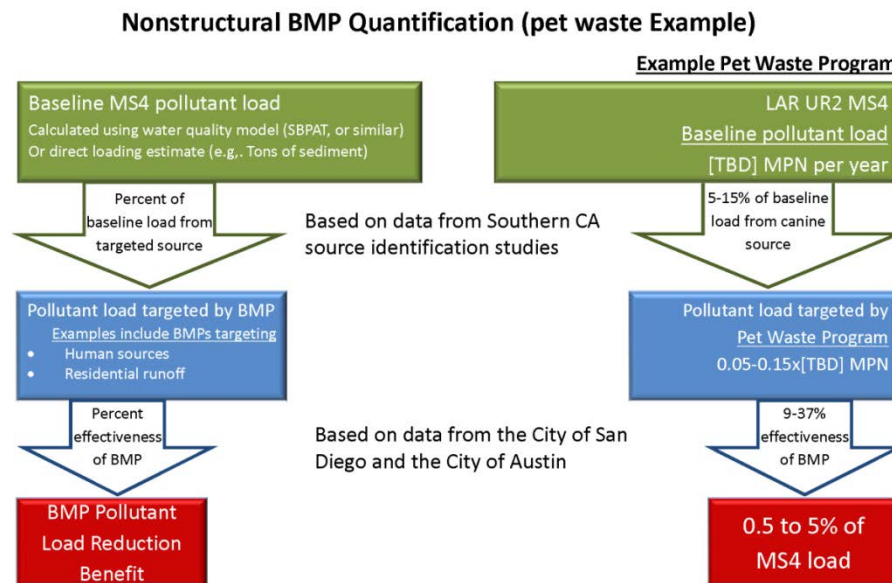 Nonstructural BMP Quantification (pet waste Example)
Example Pet Waste Program
Baseline MS4 pollutant load
Calculated using water quality model (SBPAT, or similar)
Or direct loading estimate (e.g,. Tons of sediment)
LAR UR2 MS4
Baseline pollutant load
[TBD] MPN per year
Percent of
baseline load from
targeted source
Based on data from Southern CA
source identification studies
5-15% of baseline
load from canine
source
Pollutant load targeted by BMP
Examples include BMPs targeting
• Human sources
• Residential runoff
Pollutant load targeted by
Pet Waste Program
0.05-0.15x[TBD] MPN
Percent
effectiveness
of BMP
Based on data from the City of San
Diego and the City of Austin
9-37%
effectiveness
of BMP
BMP Pollutant
Load Reduction
Benefit
0.5 to 5% of
MS4 load